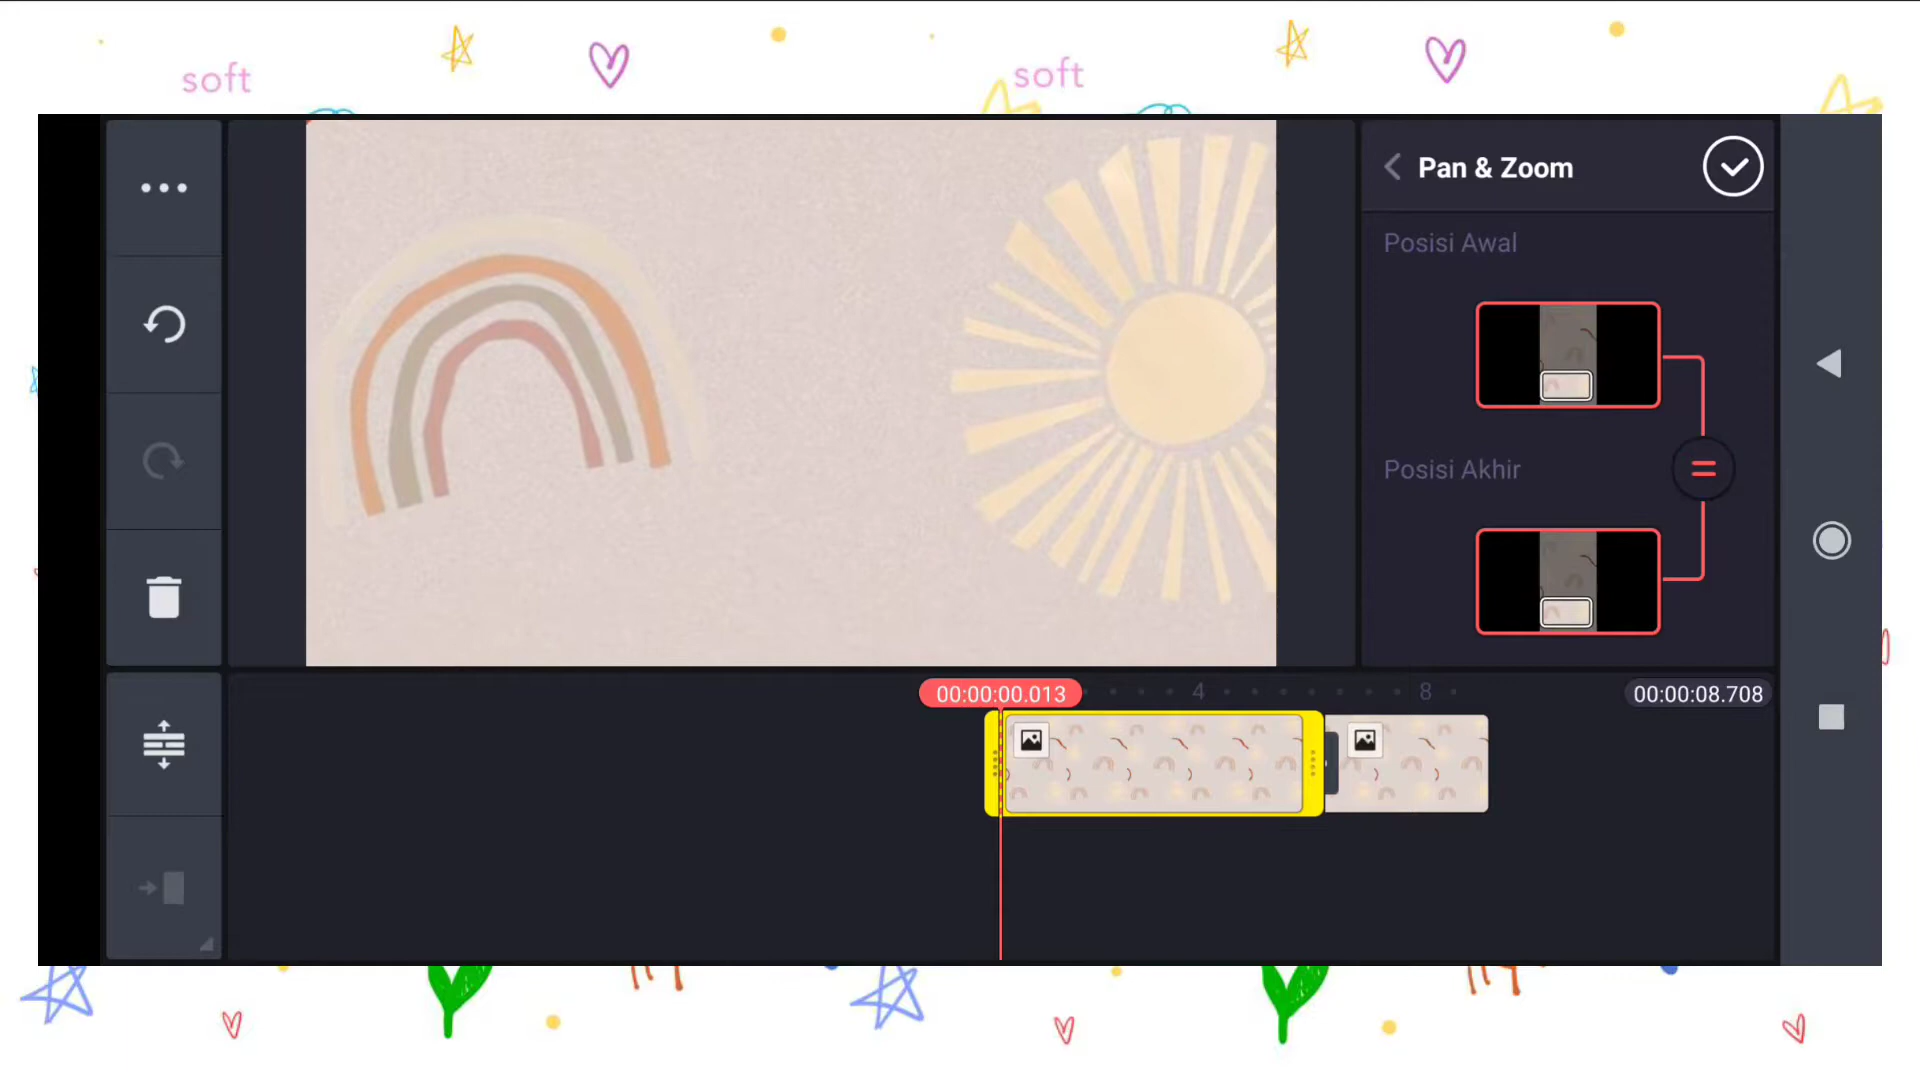 soft
soft
Pan & Zoom
Posisi Awal
Posisi Akhir
00:00:00.013
4
8
00:00:08.708